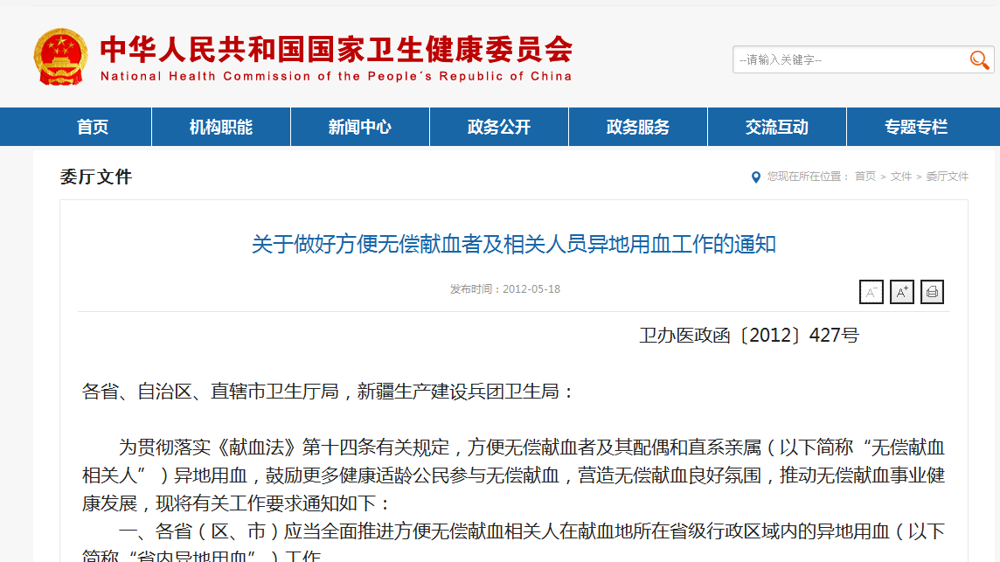 中华人民共和国国家卫生健康委员会
National Health Commission of the People´s Republic of China
--请输入关键字--
首页 机构职能 新闻中心 政务公开 政务服务 交流互动 专题专栏
委厅文件
您现在所在位置： 首页 > 文件 > 委厅文件
关于做好方便无偿献血者及相关人员异地用血工作的通知
发布时间：2012-05-18
A- A+
卫办医政函〔2012〕427号
各省、自治区、直辖市卫生厅局，新疆生产建设兵团卫生局：
为贯彻落实《献血法》第十四条有关规定，方便无偿献血者及其配偶和直系亲属（以下简称“无偿献血
相关人”）异地用血，鼓励更多健康适龄公民参与无偿献血，营造无偿献血良好氛围，推动无偿献血事业健
康发展，现将有关工作要求通知如下：
一、各省（区、市）应当全面推进方便无偿献血相关人在献血地所在省级行政区域内的异地用血（以下
简称“省内异地用血”）工作